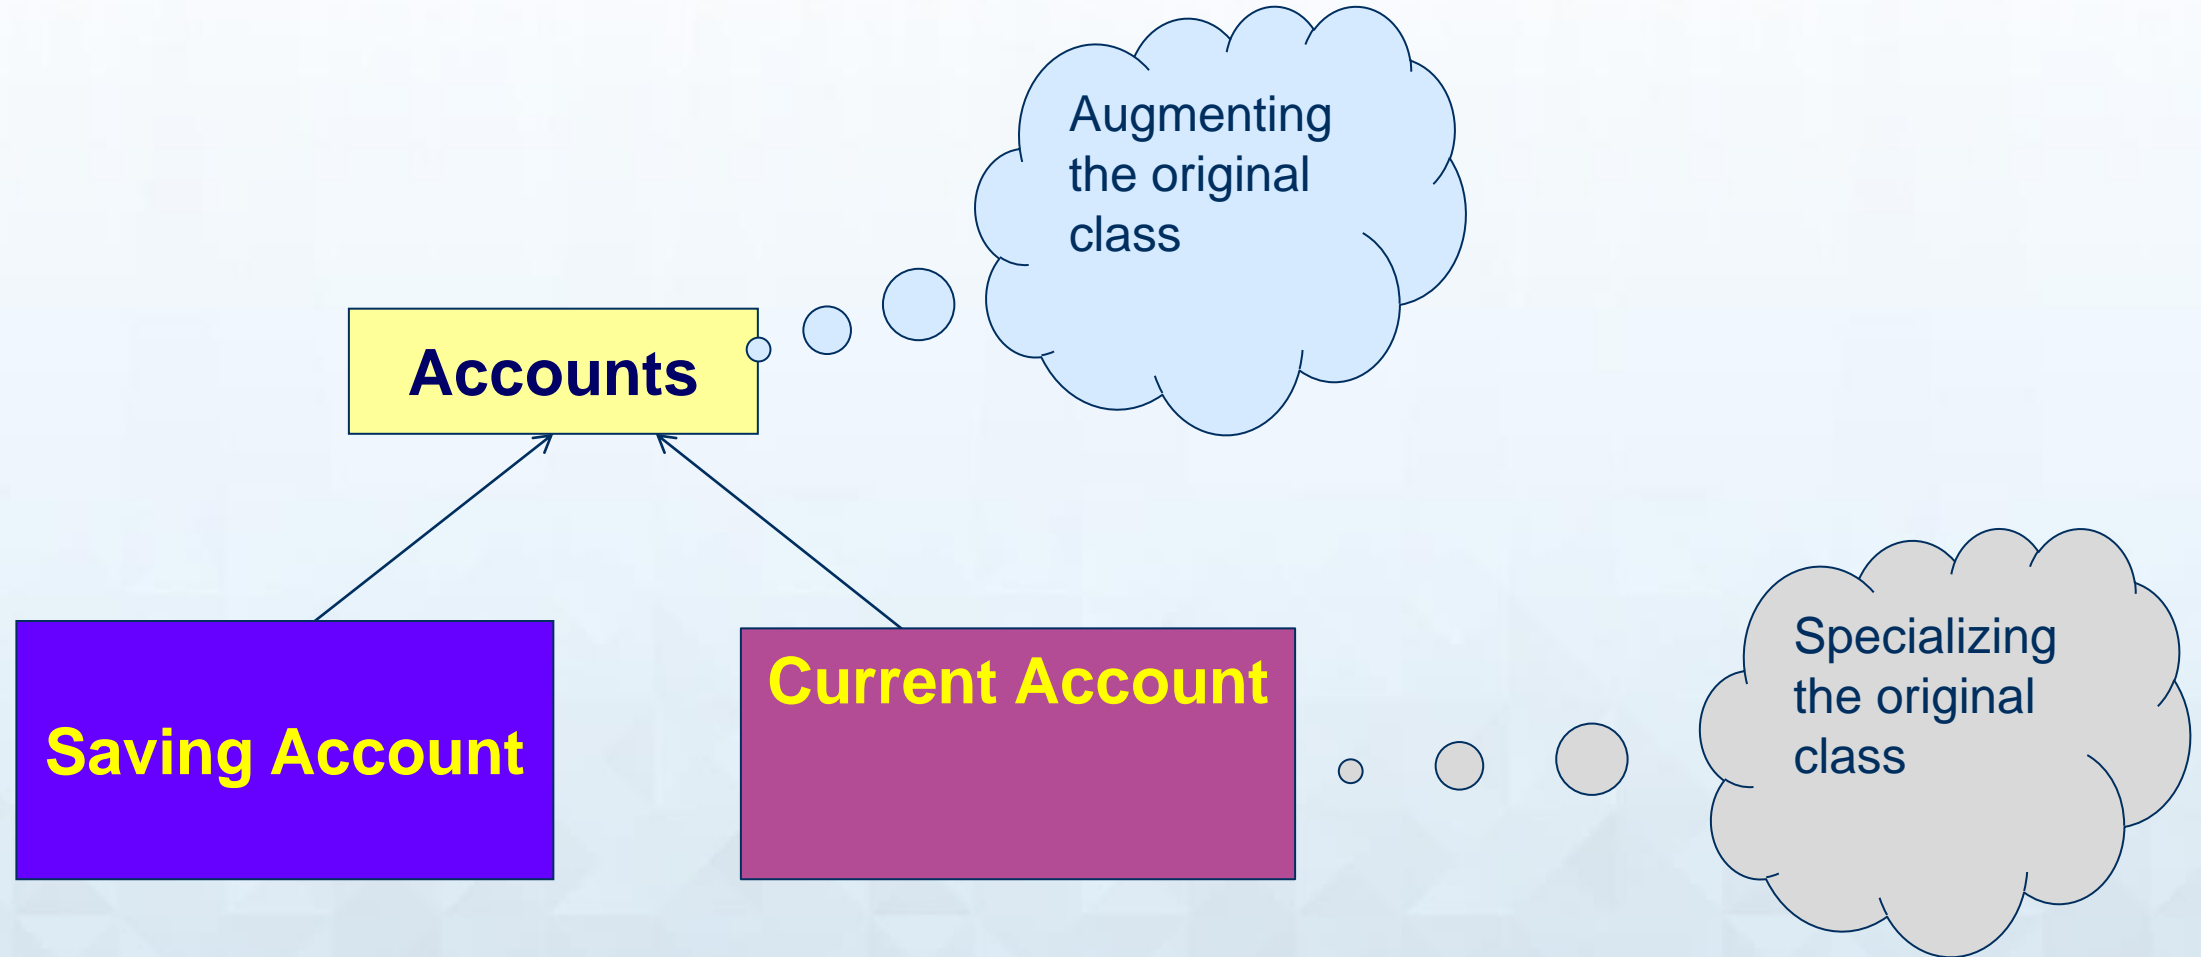 Augmenting
the original
class
Accounts
Saving Account
Current Account
Specializing
the original
class